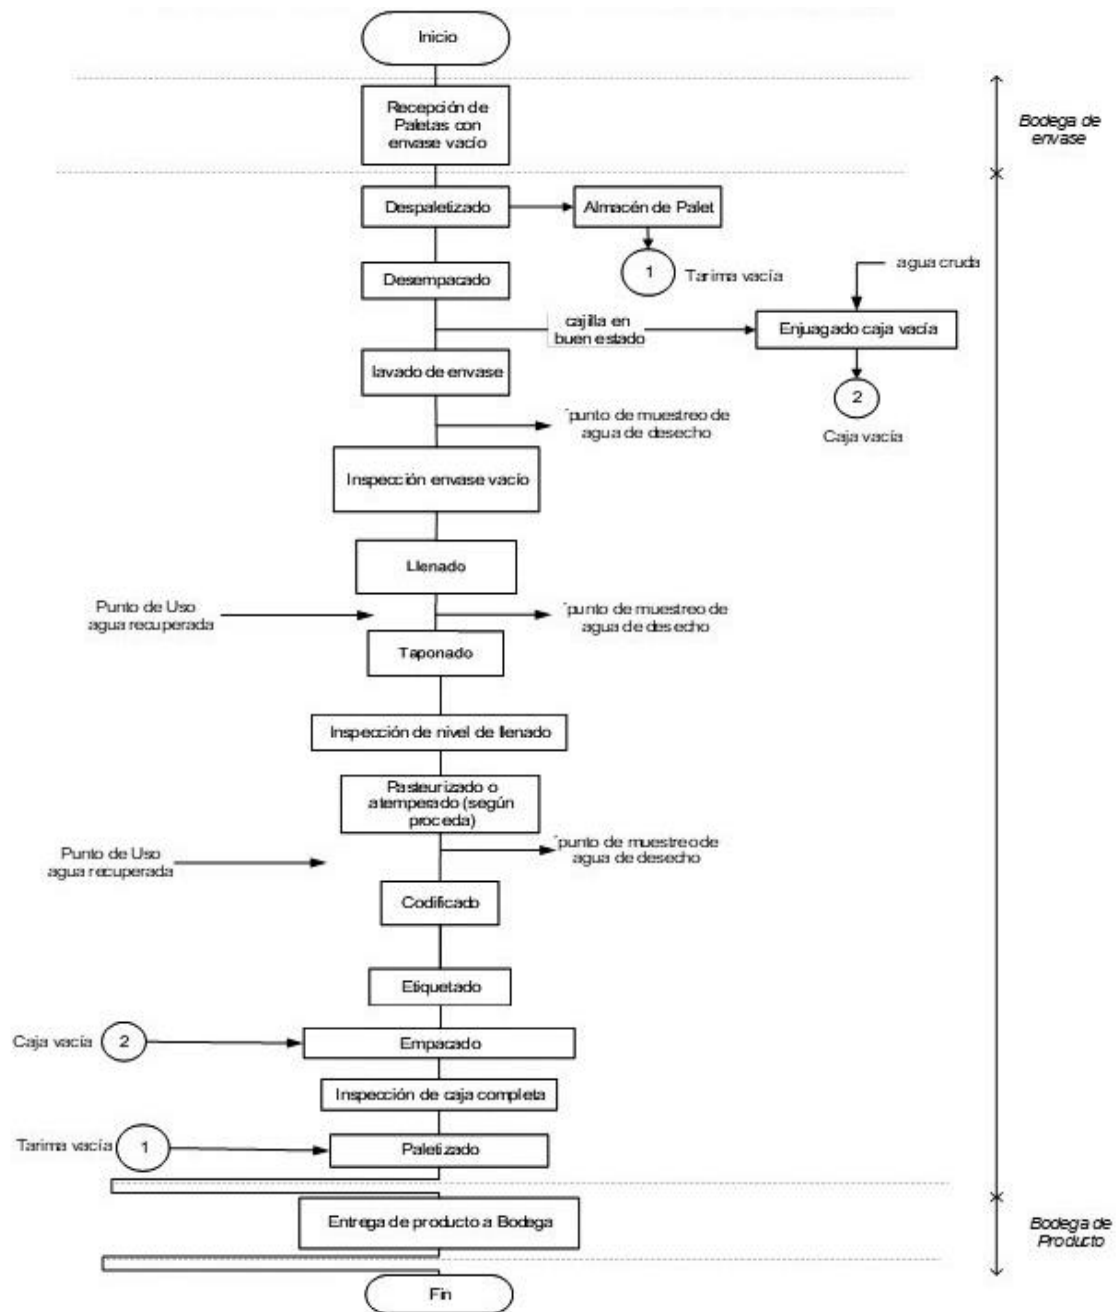 Inicio
Recepción de
Paletas con
envase vacío
Bodega de
envase
Despaletizado
Almacén de Palet
1
Tarima vacía
agua cruda
Desempacado
cajilla en
buen estado
Enjuagado caja vacía
lavado de envase
2
Caja vacía
punto de muestreo de
agua de desecho
Inspección envase vacío
Llenado
Punto de Uso
agua recuperada
punto de muestreo de
agua de desecho
Taponado
Inspección de nivel de llenado
Pasteurizado o
atemperado (según
proceda)
Punto de Uso
agua recuperada
punto de muestreo de
agua de desecho
Codificado
Etiquetado
Caja vacía
2
Empacado
Inspección de caja completa
Tarima vacía
1
Paletizado
Entrega de producto a Bodega
Bodega de
Producto
Fin